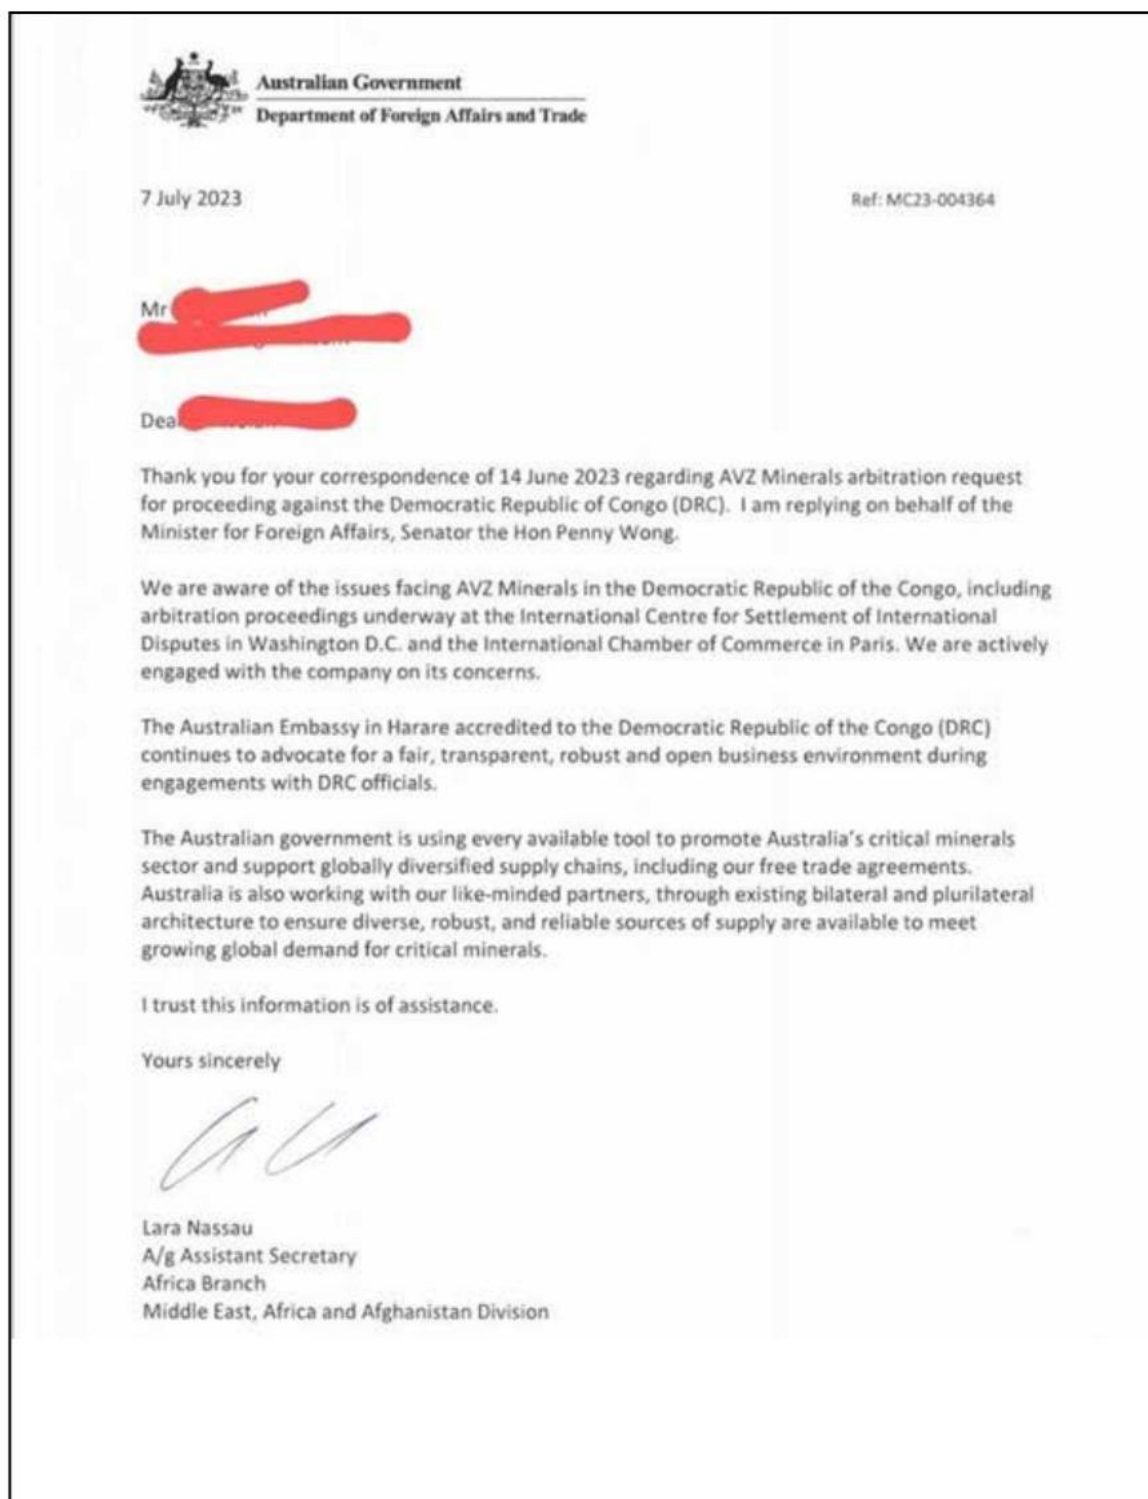 Australian Government
Department of Foreign Affairs and Trade
7 July 2023
Ref: MC23-004364
Mr
Dea
Thank you for your correspondence of 14 June 2023 regarding AVZ Minerals arbitration request
for proceeding against the Democratic Republic of Congo (DRC).  I am replying on behalf of the
Minister for Foreign Affairs, Senator the Hon Penny Wong.
We are aware of the issues facing AVZ Minerals in the Democratic Republic of the Congo, including
arbitration proceedings underway at the International Centre for Settlement of International
Disputes in Washington D.C. and the International Chamber of Commerce in Paris. We are actively
engaged with the company on its concerns.
The Australian Embassy in Harare accredited to the Democratic Republic of the Congo (DRC)
continues to advocate for a fair, transparent, robust and open business environment during
engagements with DRC officials.
The Australian government is using every available tool to promote Australia's critical minerals
sector and support globally diversified supply chains, including our free trade agreements.
Australia is also working with our like-minded partners, through existing bilateral and plurilateral
architecture to ensure diverse, robust, and reliable sources of supply are available to meet
growing global demand for critical minerals.
I trust this information is of assistance.
Yours sincerely
Lara Nassau
A/g Assistant Secretary
Africa Branch
Middle East, Africa and Afghanistan Division